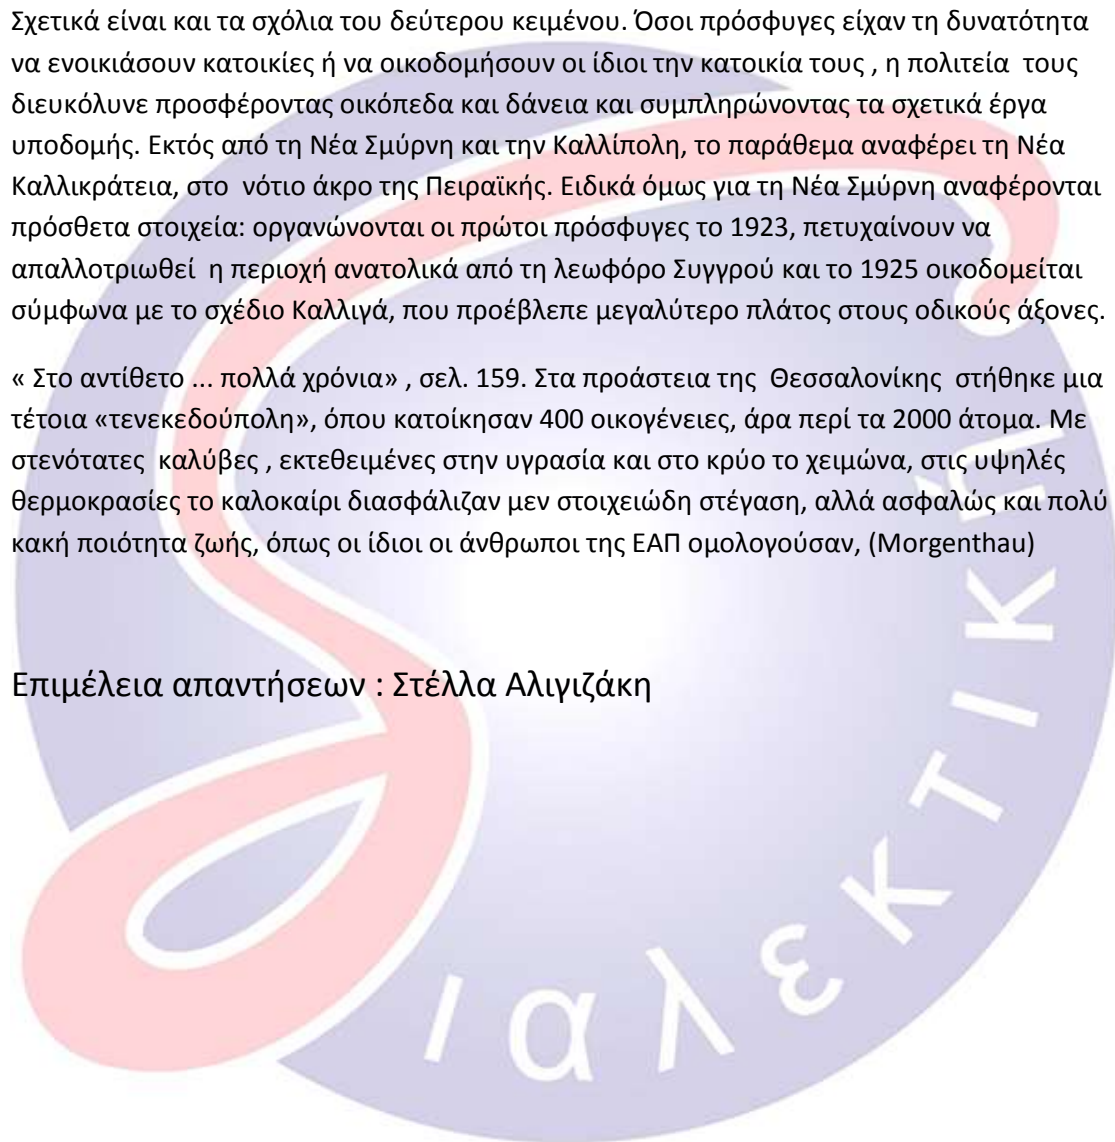 Σχετικά είναι και τα σχόλια του δεύτερου κειμένου. Όσοι πρόσφυγες είχαν τη δυνατότητα
να ενοικιάσουν κατοικίες ή να οικοδομήσουν οι ίδιοι την κατοικία τους , η πολιτεία τους
διευκόλυνε προσφέροντας οικόπεδα και δάνεια και συμπληρώνοντας τα σχετικά έργα
υποδομής. Εκτός από τη Νέα Σμύρνη και την Καλλίπολη, το παράθεμα αναφέρει τη Νέα
Καλλικράτεια, στο νότιο άκρο της Πειραϊκής. Ειδικά όμως για τη Νέα Σμύρνη αναφέρονται
πρόσθετα στοιχεία: οργανώνονται οι πρώτοι πρόσφυγες το 1923, πετυχαίνουν να
απαλλοτριωθεί η περιοχή ανατολικά από τη λεωφόρο Συγγρού και το 1925 οικοδομείται
σύμφωνα με το σχέδιο Καλλιγά, που προέβλεπε μεγαλύτερο πλάτος στους οδικούς άξονες.
« Στο αντίθετο ... πολλά χρόνια» , σελ. 159. Στα προάστεια της Θεσσαλονίκης στήθηκε μια
τέτοια «τενεκεδούπολη», όπου κατοίκησαν 400 οικογένειες, άρα περί τα 2000 άτομα. Με
στενότατες καλύβες , εκτεθειμένες στην υγρασία και στο κρύο το χειμώνα, στις υψηλές
θερμοκρασίες το καλοκαίρι διασφάλιζαν μεν στοιχειώδη στέγαση, αλλά ασφαλώς και πολύ
κακή ποιότητα ζωής, όπως οι ίδιοι οι άνθρωποι της ΕΑΠ ομολογούσαν, (Morgenthau)
Επιμέλεια απαντήσεων : Στέλλα Αλιγιζάκη
ιαλεκτική